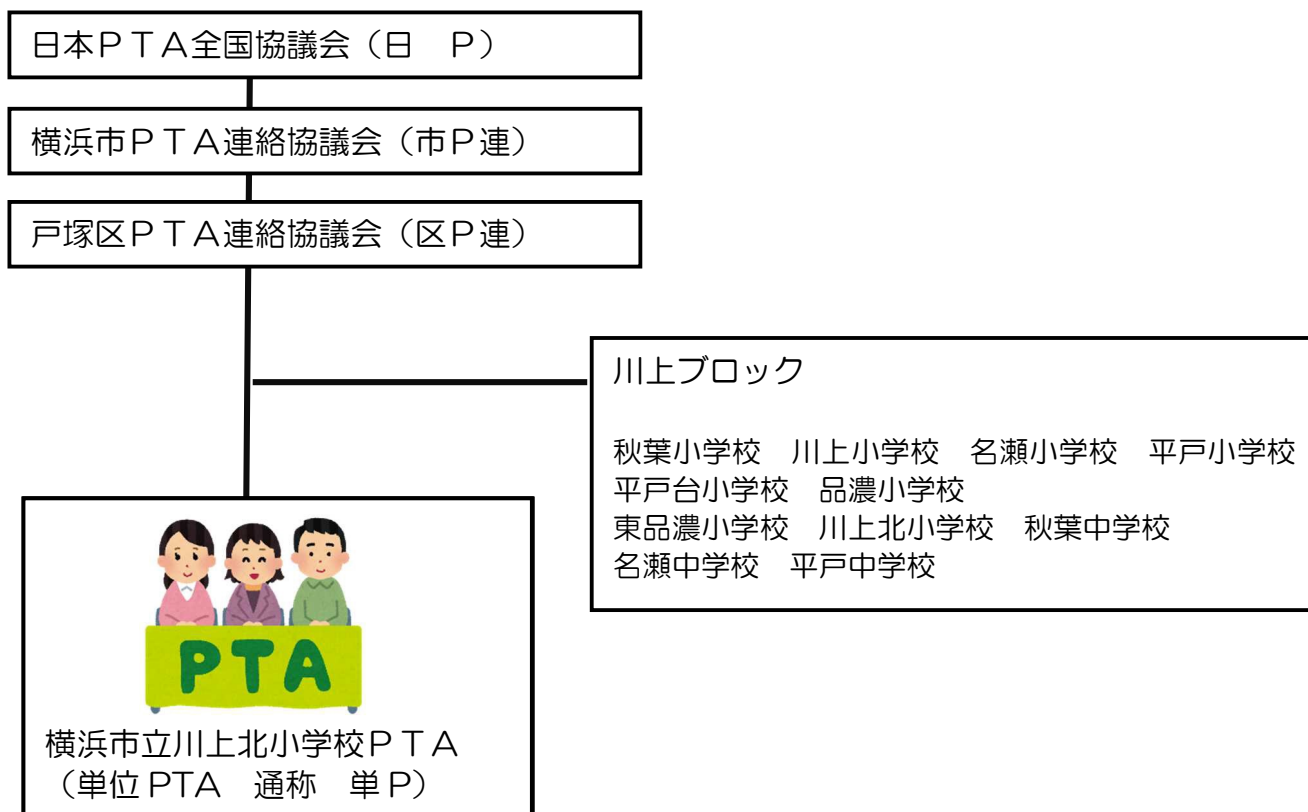 日本ＰＴＡ全国協議会（日　Ｐ）
横浜市ＰＴＡ連絡協議会（市Ｐ連）
戸塚区ＰＴＡ連絡協議会（区Ｐ連）
川上ブロック
秋葉小学校　川上小学校　名瀬小学校　平戸小学校
平戸台小学校　品濃小学校
東品濃小学校　川上北小学校　秋葉中学校
名瀬中学校　平戸中学校
PTA
横浜市立川上北小学校ＰＴＡ
（単位 PTA　通称　単 P）